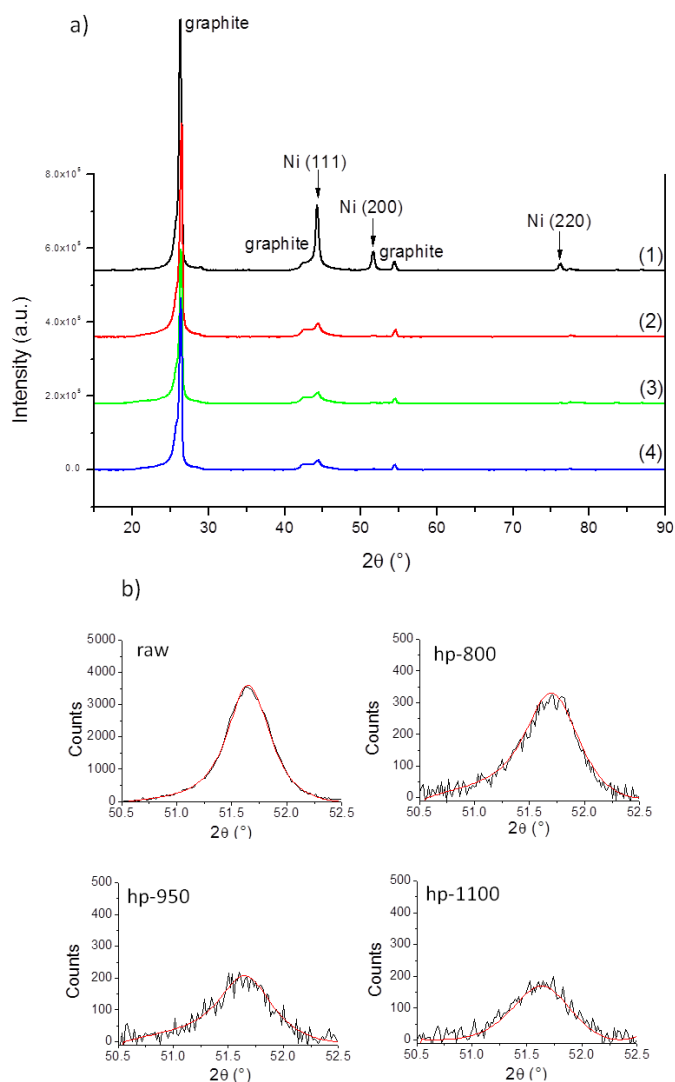 a)
graphite
8.0x10⁵
Ni (111)
Ni (200)
Ni (220)
graphite
graphite
6.0x10⁵
(1)
4.0x10⁵
(2)
2.0x10⁵
(3)
0.0
(4)
Intensity (a.u.)
20 30 40 50 60 70 80 90
2θ (°)
b)
raw
5000
4000
3000
2000
1000
0
Counts
50.5 51.0 51.5 52.0 52.5
2θ (°)
hp-800
500
400
300
200
100
0
Counts
50.5 51.0 51.5 52.0 52.5
2θ (°)
hp-950
500
400
300
200
100
0
Counts
50.5 51.0 51.5 52.0 52.5
2θ (°)
hp-1100
500
400
300
200
100
0
Counts
50.5 51.0 51.5 52.0 52.5
2θ (°)